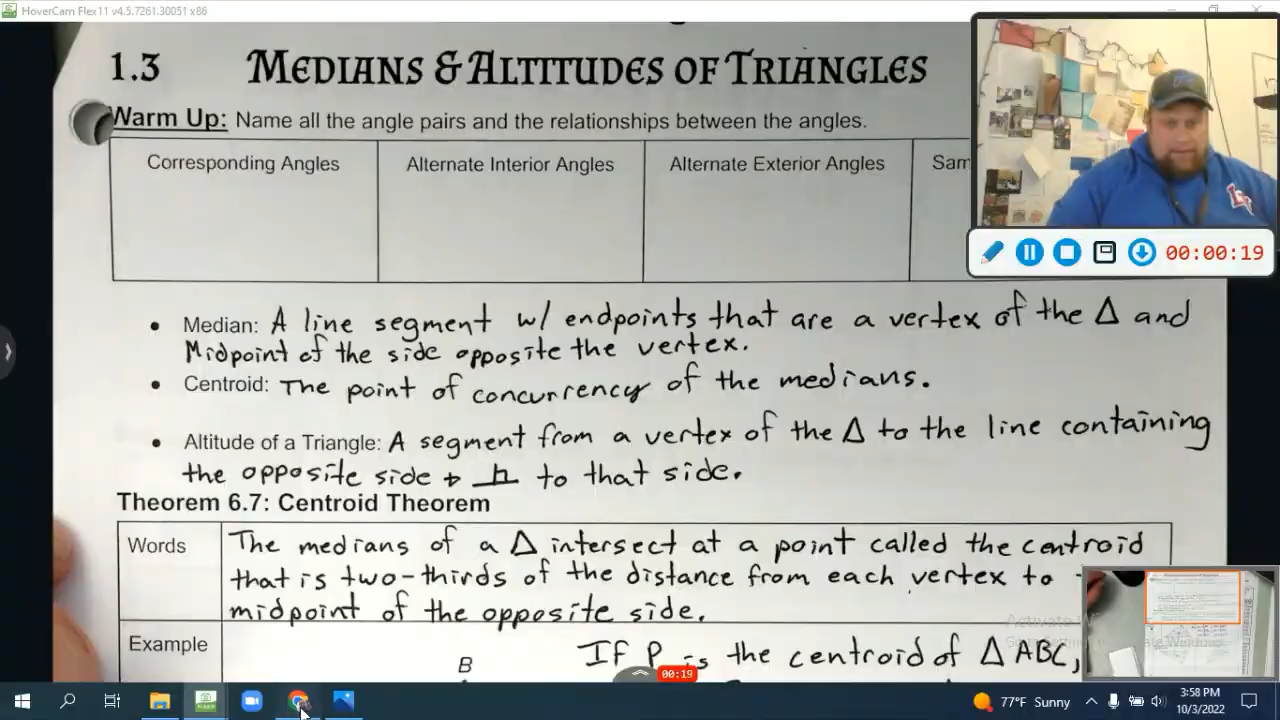 HoverCam Flex11 v4.5.7261.30051 x86
1.3 MEDIANS & ALTITUDES OF TRIANGLES
Warm Up: Name all the angle pairs and the relationships between the angles.
Corresponding Angles Alternate Interior Angles Alternate Exterior Angles Sam
00:00:19
• Median: A line segment w/ endpoints that are a vertex of the Δ and
Midpoint of the side opposite the vertex.
• Centroid: The point of concurrency of the medians.
• Altitude of a Triangle: A segment from a vertex of the Δ to the line containing
the opposite side + ⊥ to that side.
Theorem 6.7: Centroid Theorem
Words The medians of a Δ intersect at a point called the centroid
that is two-thirds of the distance from each vertex to
midpoint of the opposite side.
Example If P is the centroid of Δ ABC,
B
00:19
77°F Sunny
3:58 PM
10/3/2022